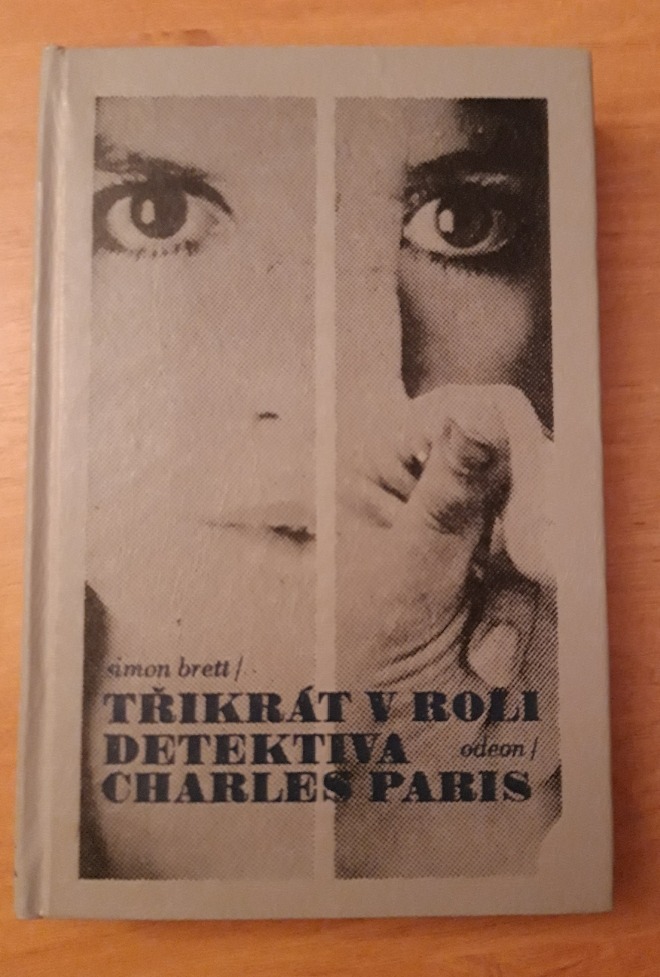 simon brett/
TŘIKRÁT V ROLI
DETEKTIVA odeon/
CHARLES PARIS